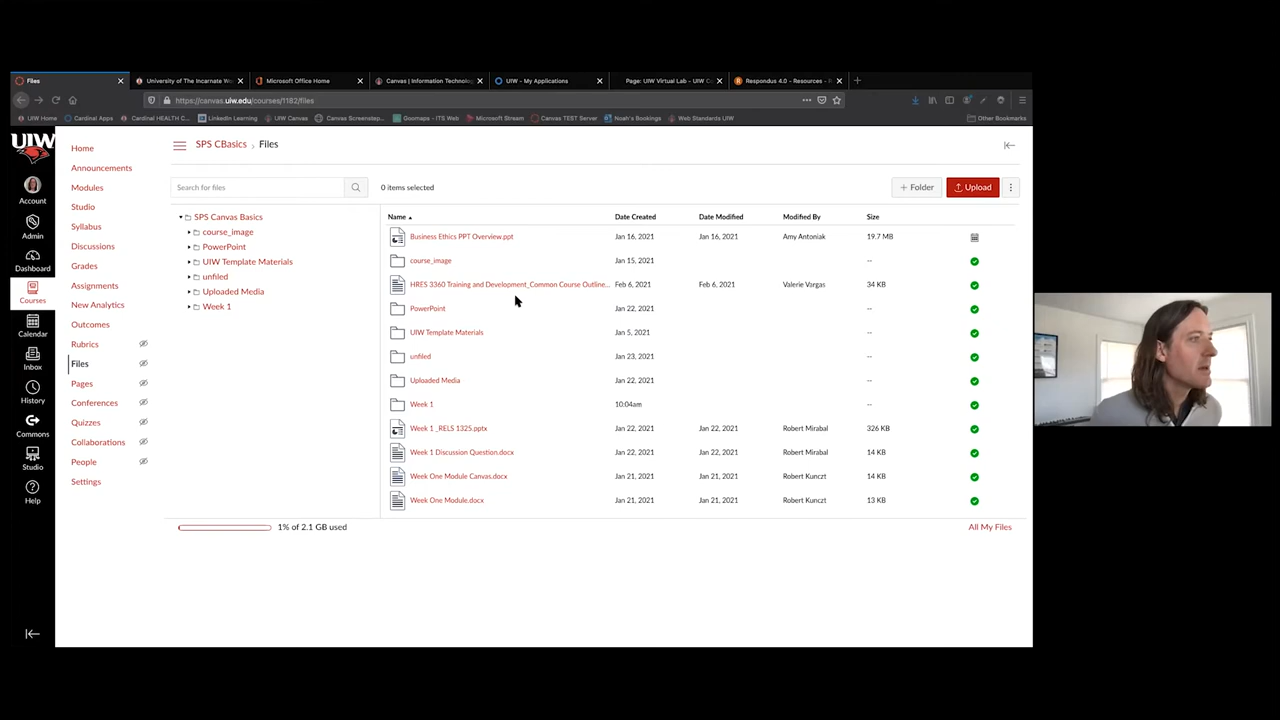 Files
University of The Incarnate Wo
Microsoft Office Home
Canvas | Information Technolog
UIW - My Applications
Page: UIW Virtual Lab - UIW C
Respondus 4.0 - Resources - R
https://canvas.uiw.edu/courses/1182/files
UIW Home
Cardinal Apps
Cardinal HEALTH C...
LinkedIn Learning
UIW Canvas
Canvas Screenstep...
Goomaps - ITS Web
Microsoft Stream
Canvas TEST Server
Noah's Bookings
Web Standards UIW
Other Bookmarks
UIW
Account
Admin
Dashboard
Courses
Calendar
Inbox
History
Commons
Studio
Help
Home
Announcements
Modules
Studio
Syllabus
Discussions
Grades
Assignments
New Analytics
Outcomes
Rubrics
Files
Pages
Conferences
Quizzes
Collaborations
People
Settings
SPS CBasics › Files
Search for files
0 items selected
+ Folder
Upload
SPS Canvas Basics
course_image
PowerPoint
UIW Template Materials
unfiled
Uploaded Media
Week 1
Name Date Created Date Modified Modified By Size
Business Ethics PPT Overview.ppt Jan 16, 2021 Jan 16, 2021 Amy Antoniak 19.7 MB
course_image Jan 15, 2021 --
HRES 3360 Training and Development_Common Course Outline... Feb 6, 2021 Feb 6, 2021 Valerie Vargas 34 KB
PowerPoint Jan 22, 2021 --
UIW Template Materials Jan 5, 2021 --
unfiled Jan 23, 2021 --
Uploaded Media Jan 22, 2021 --
Week 1 10:04am --
Week 1 _RELS 1325.pptx Jan 22, 2021 Jan 22, 2021 Robert Mirabal 326 KB
Week 1 Discussion Question.docx Jan 22, 2021 Jan 22, 2021 Robert Mirabal 14 KB
Week One Module Canvas.docx Jan 21, 2021 Jan 21, 2021 Robert Kunczt 14 KB
Week One Module.docx Jan 21, 2021 Jan 21, 2021 Robert Kunczt 13 KB
1% of 2.1 GB used
All My Files